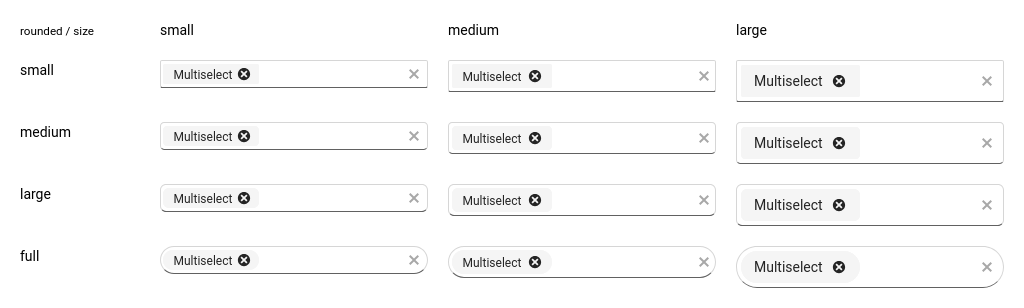 rounded / size small medium large
small Multiselect Multiselect Multiselect
medium Multiselect Multiselect Multiselect
large Multiselect Multiselect Multiselect
full Multiselect Multiselect Multiselect